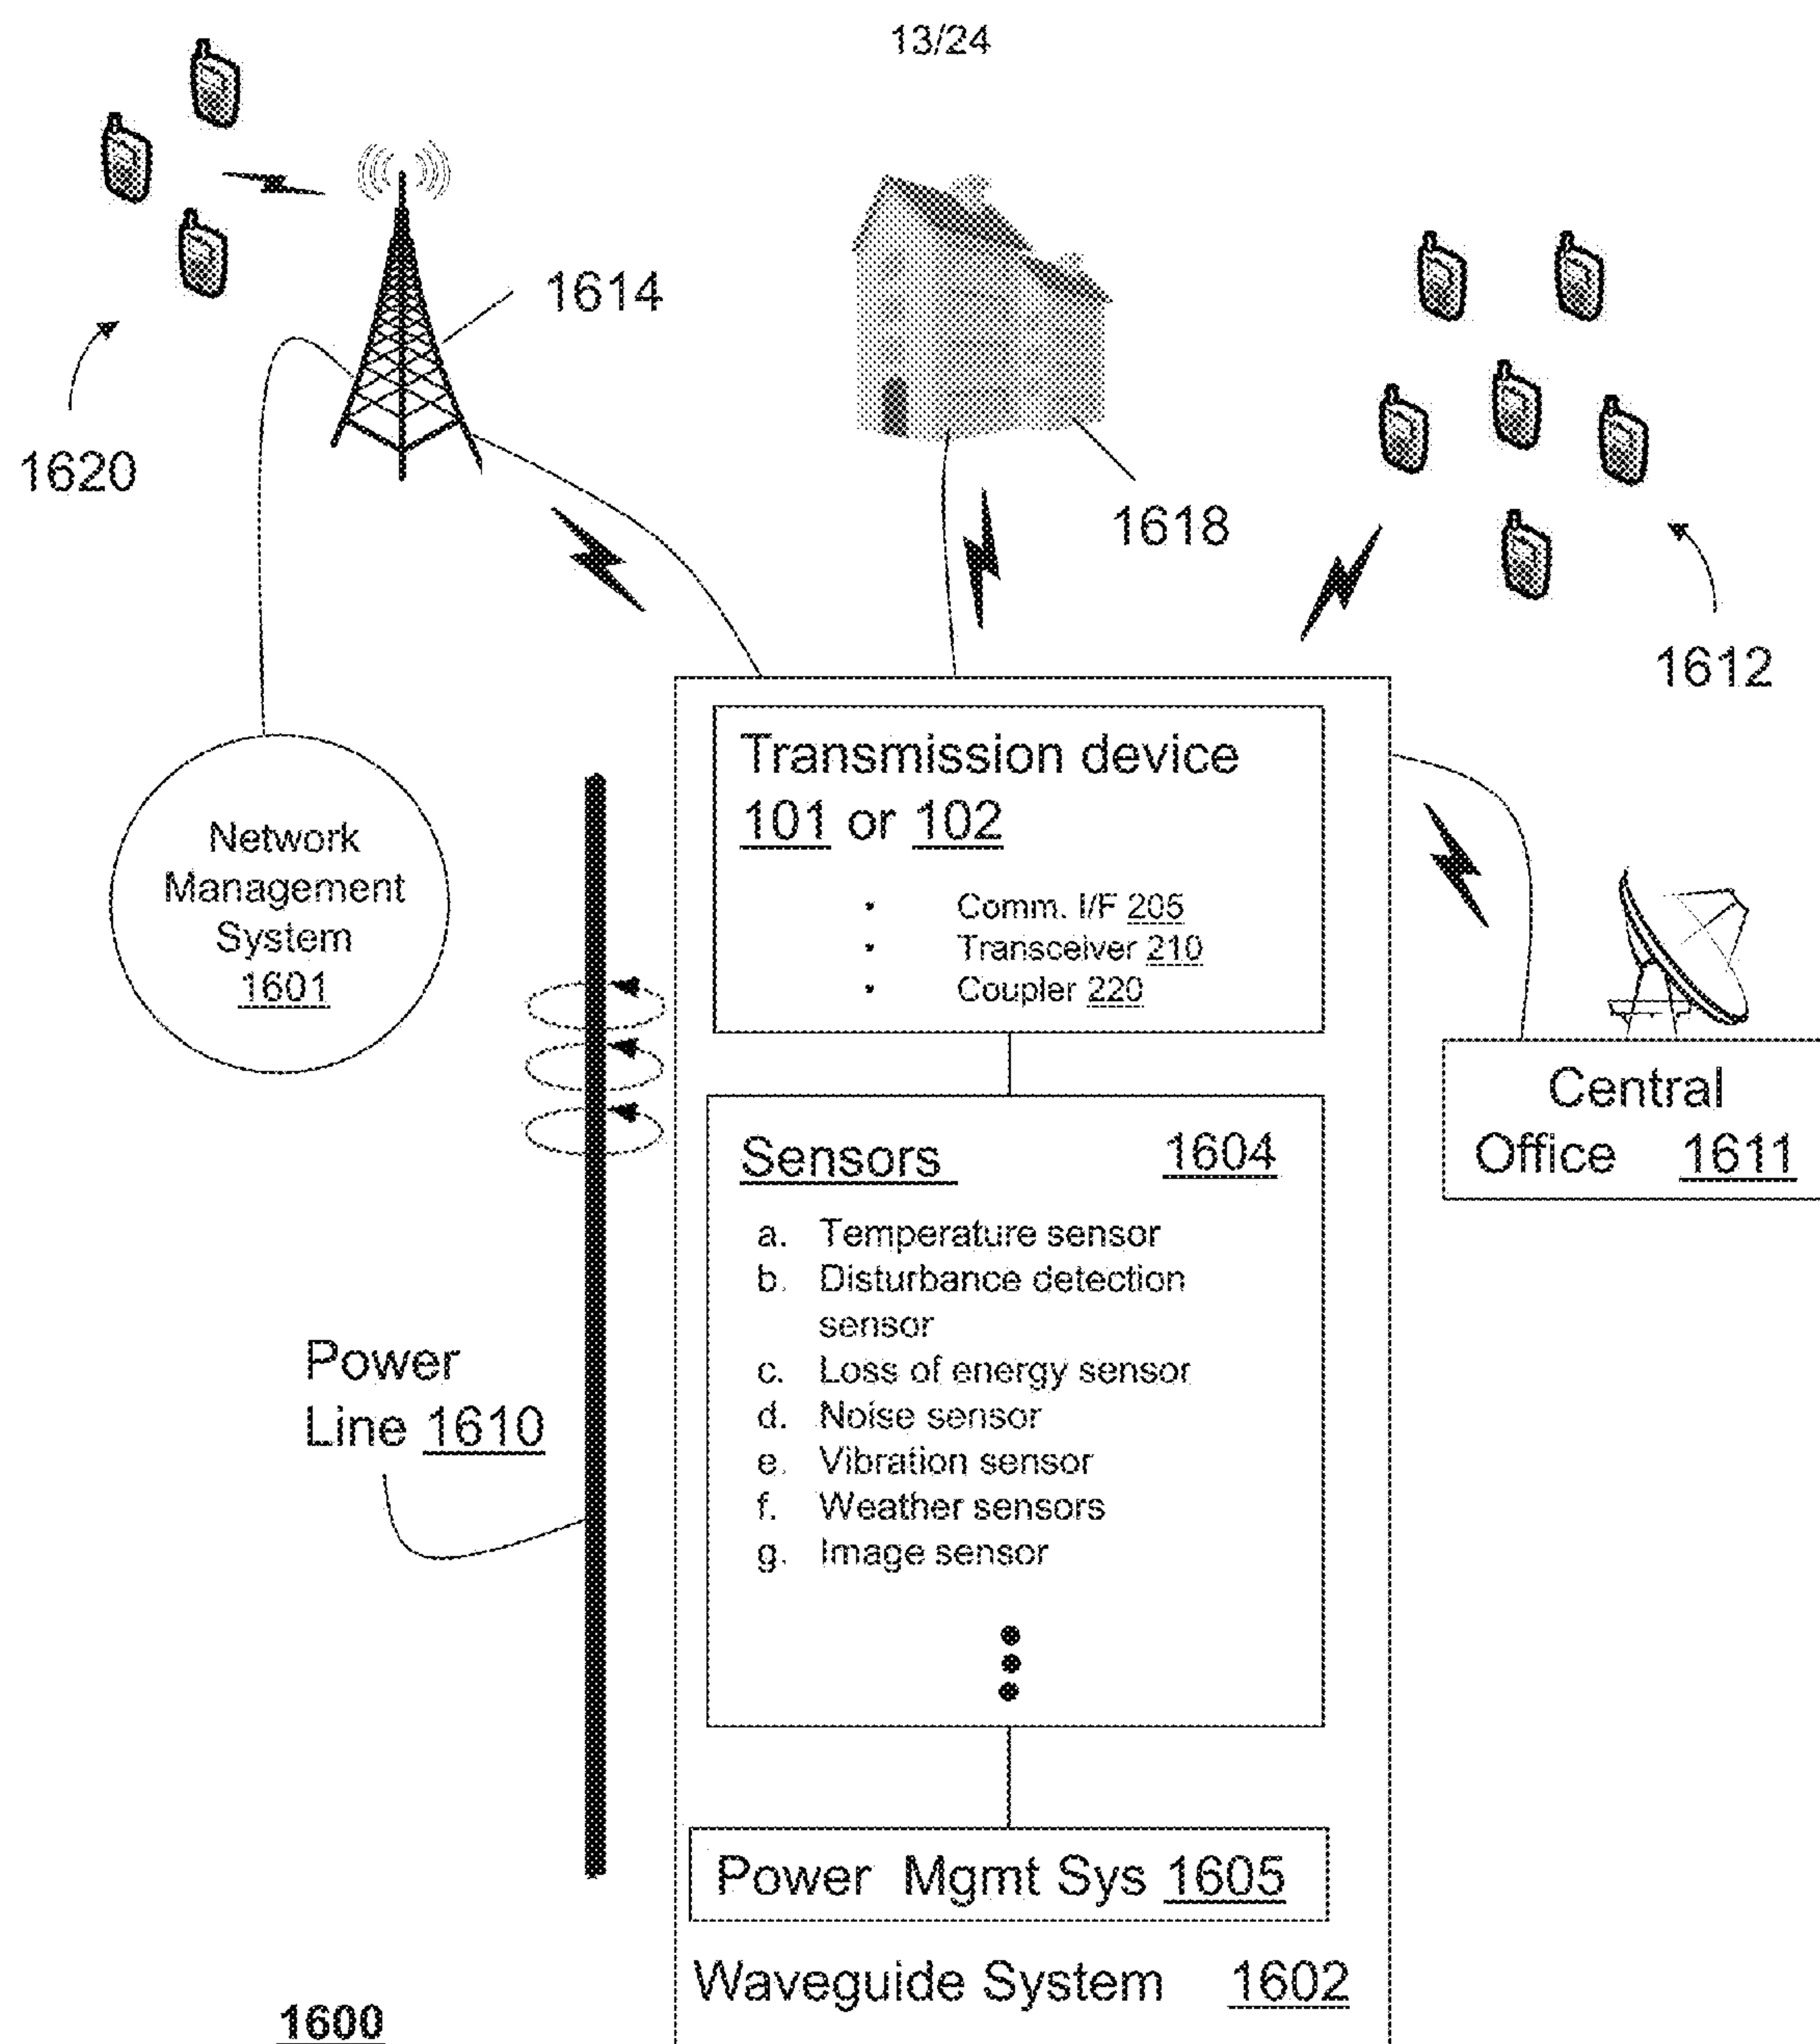 13/24
1614
1620
1618
1612
Network
Management
System
1601
Transmission device
101 or 102
• Comm. I/F 205
• Transceiver 210
• Coupler 220
Central
Office 1611
Sensors 1604
a. Temperature sensor
b. Disturbance detection
sensor
c. Loss of energy sensor
d. Noise sensor
e. Vibration sensor
f. Weather sensors
g. Image sensor
Power
Line 1610
Power Mgmt Sys 1605
Waveguide System 1602
1600